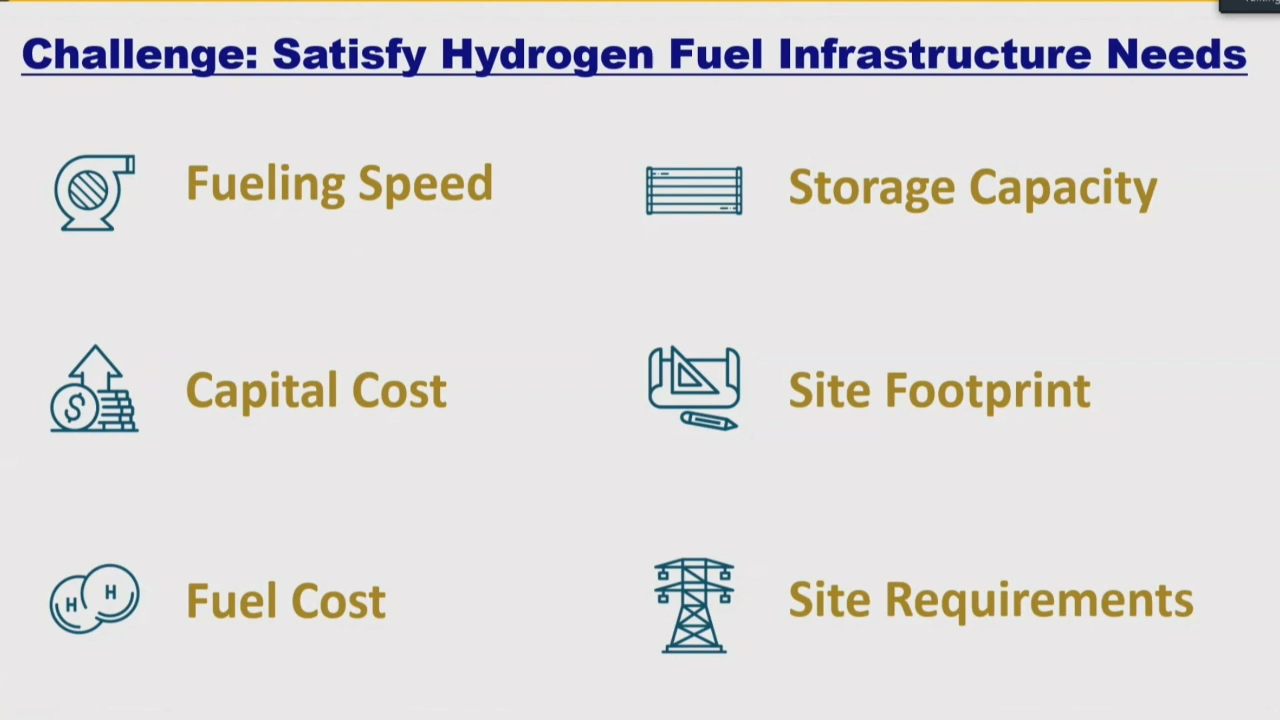 Challenge: Satisfy Hydrogen Fuel Infrastructure Needs
Fueling Speed
Storage Capacity
$
Capital Cost
Site Footprint
H H
Fuel Cost
Site Requirements